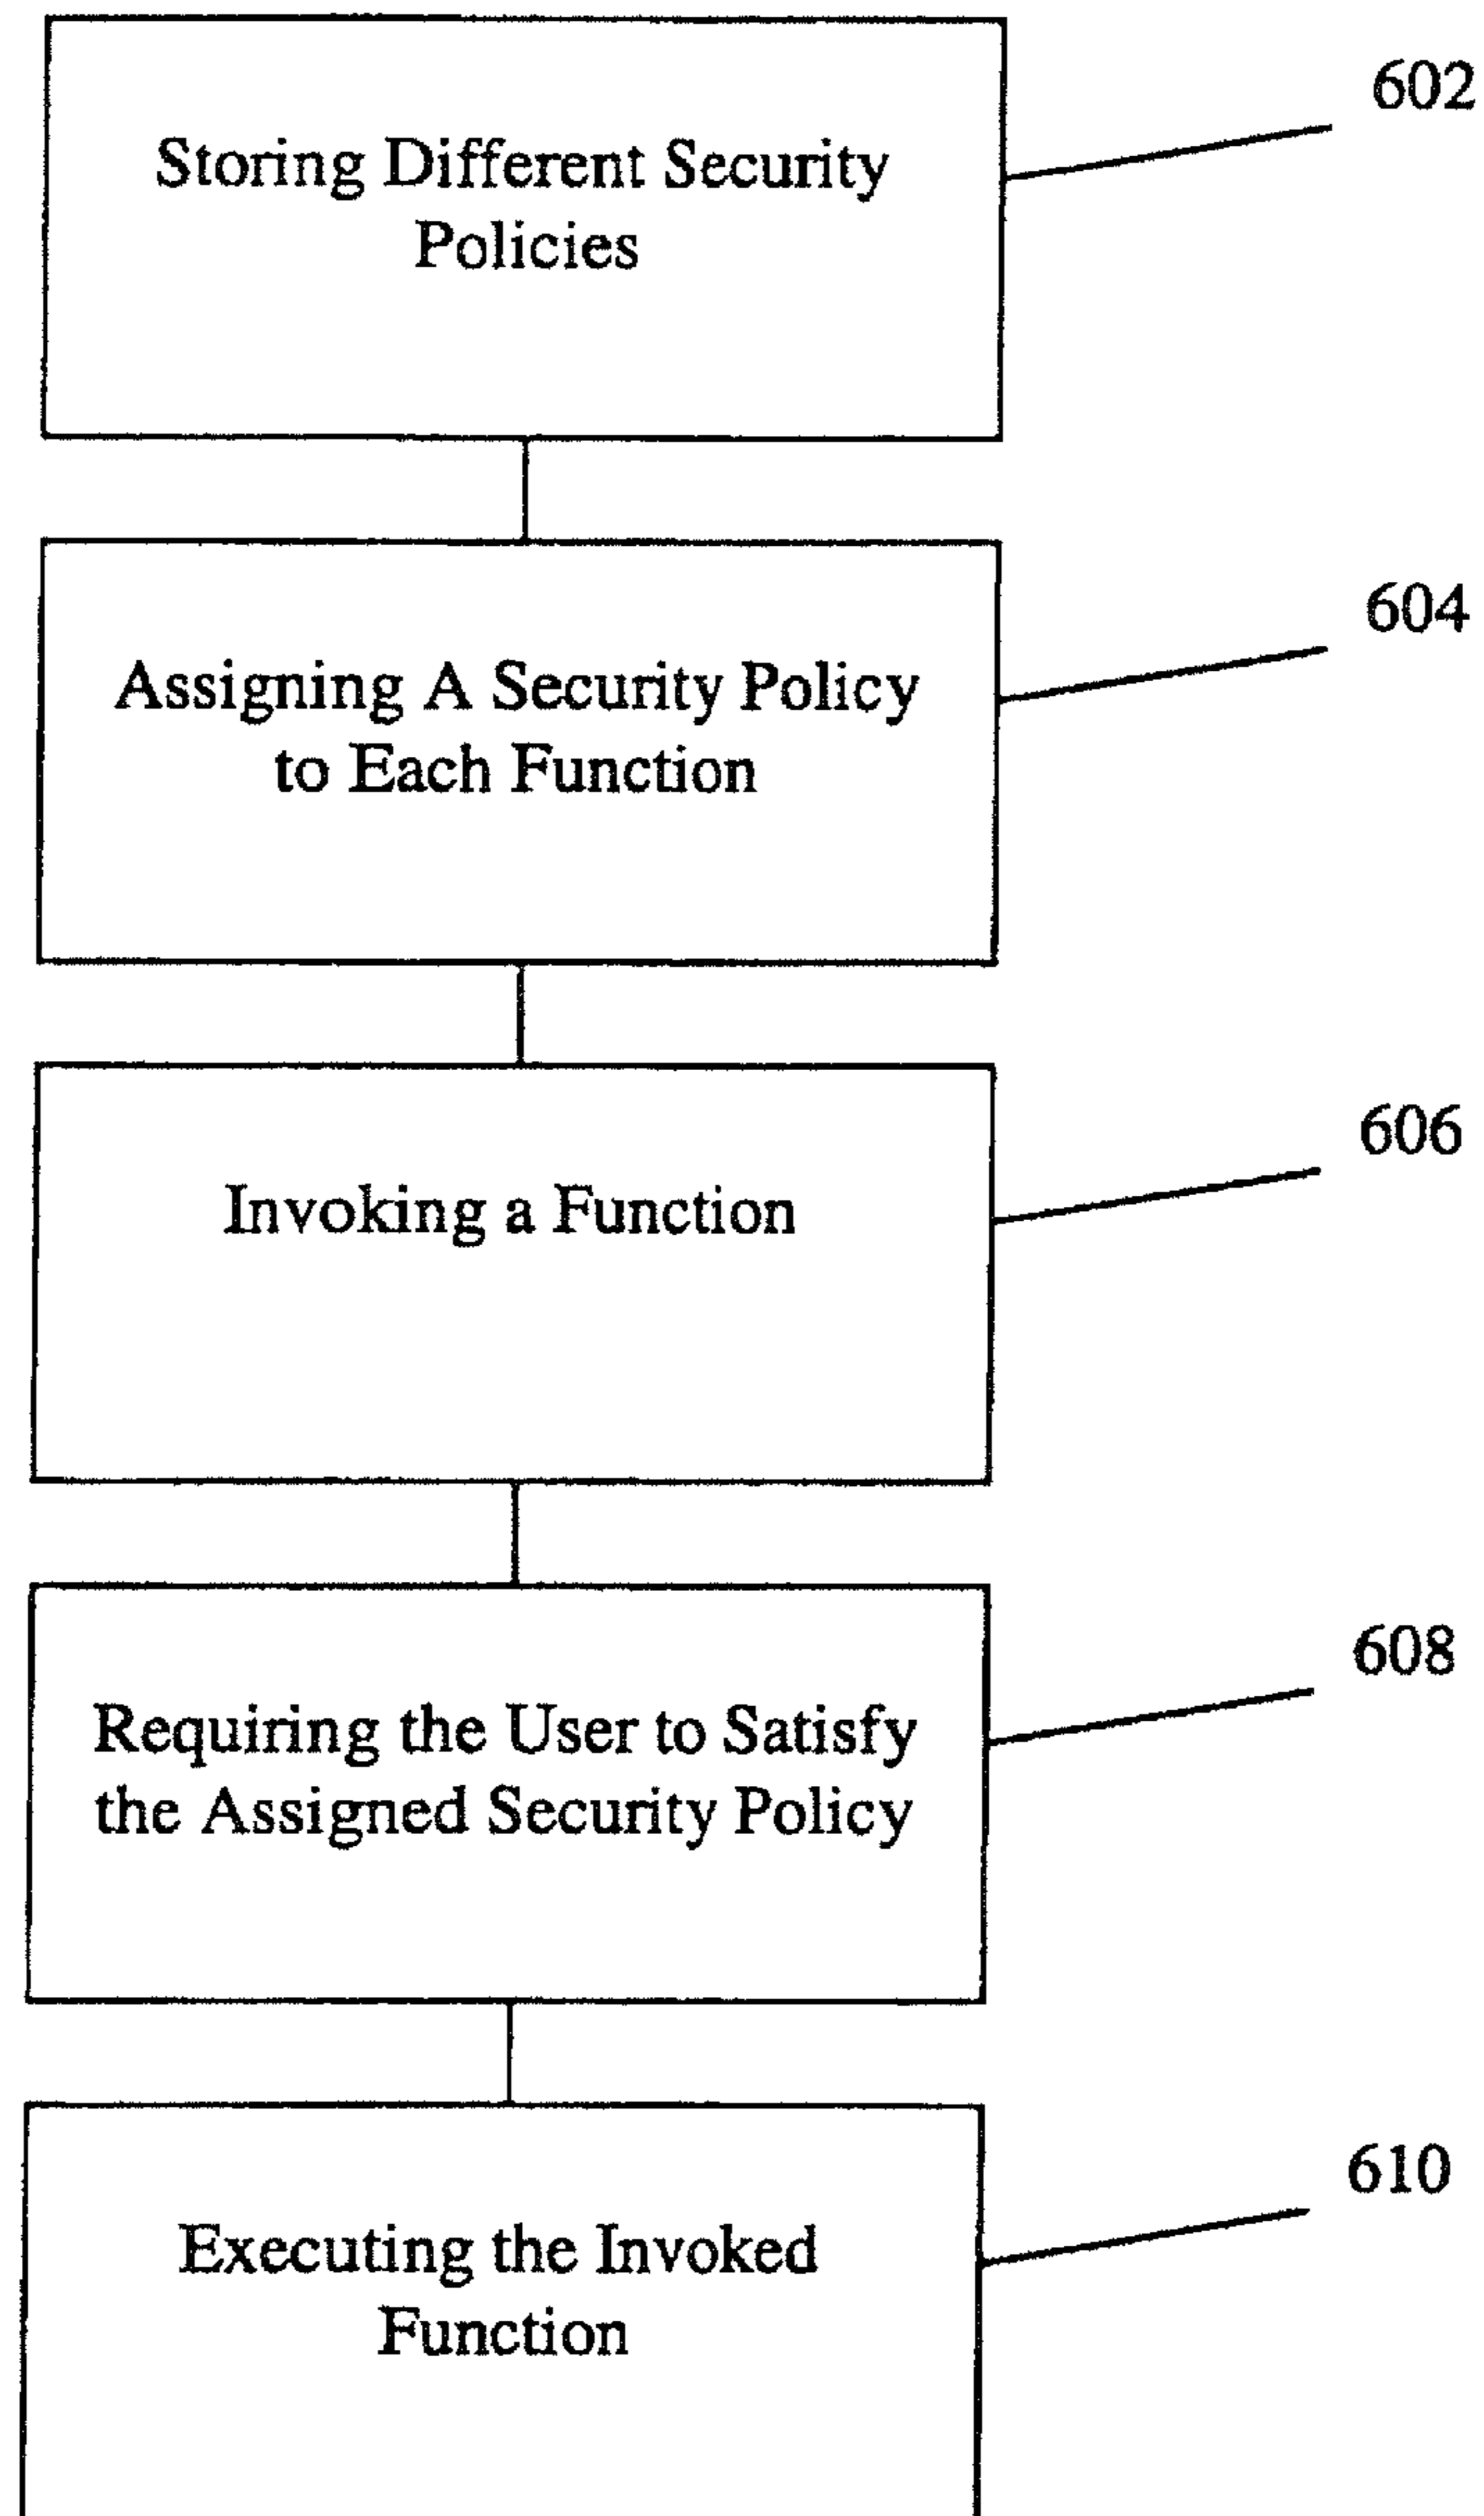 602
Storing Different Security
Policies
604
Assigning A Security Policy
to Each Function
606
Invoking a Function
608
Requiring the User to Satisfy
the Assigned Security Policy
610
Executing the Invoked
Function